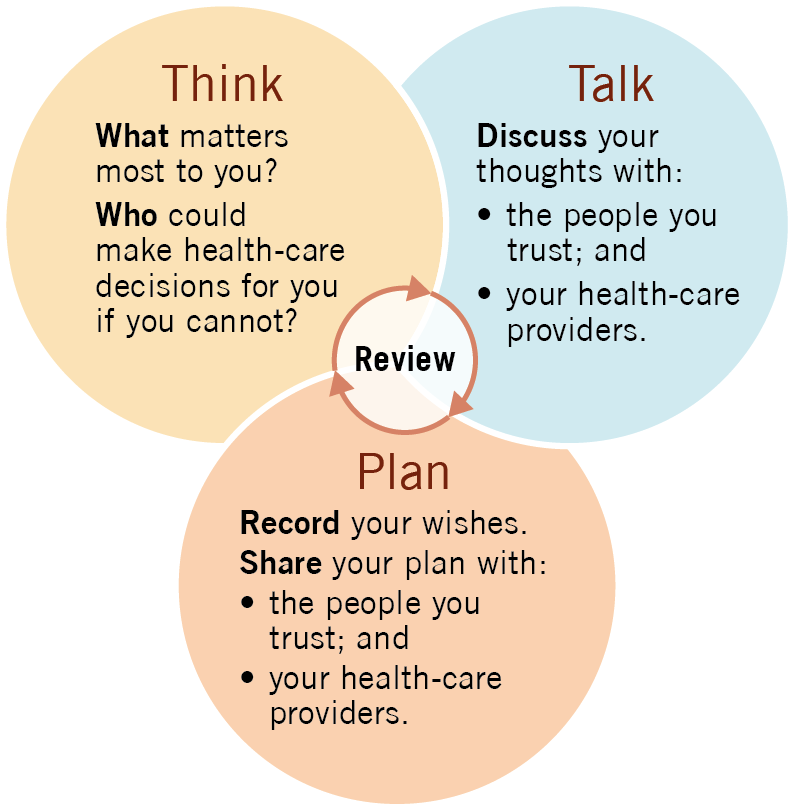 Think
What matters
most to you?
Who could
make health-care
decisions for you
if you cannot?
Talk
Discuss your
thoughts with:
• the people you
trust; and
• your health-care
providers.
Review
Plan
Record your wishes.
Share your plan with:
• the people you
trust; and
• your health-care
providers.